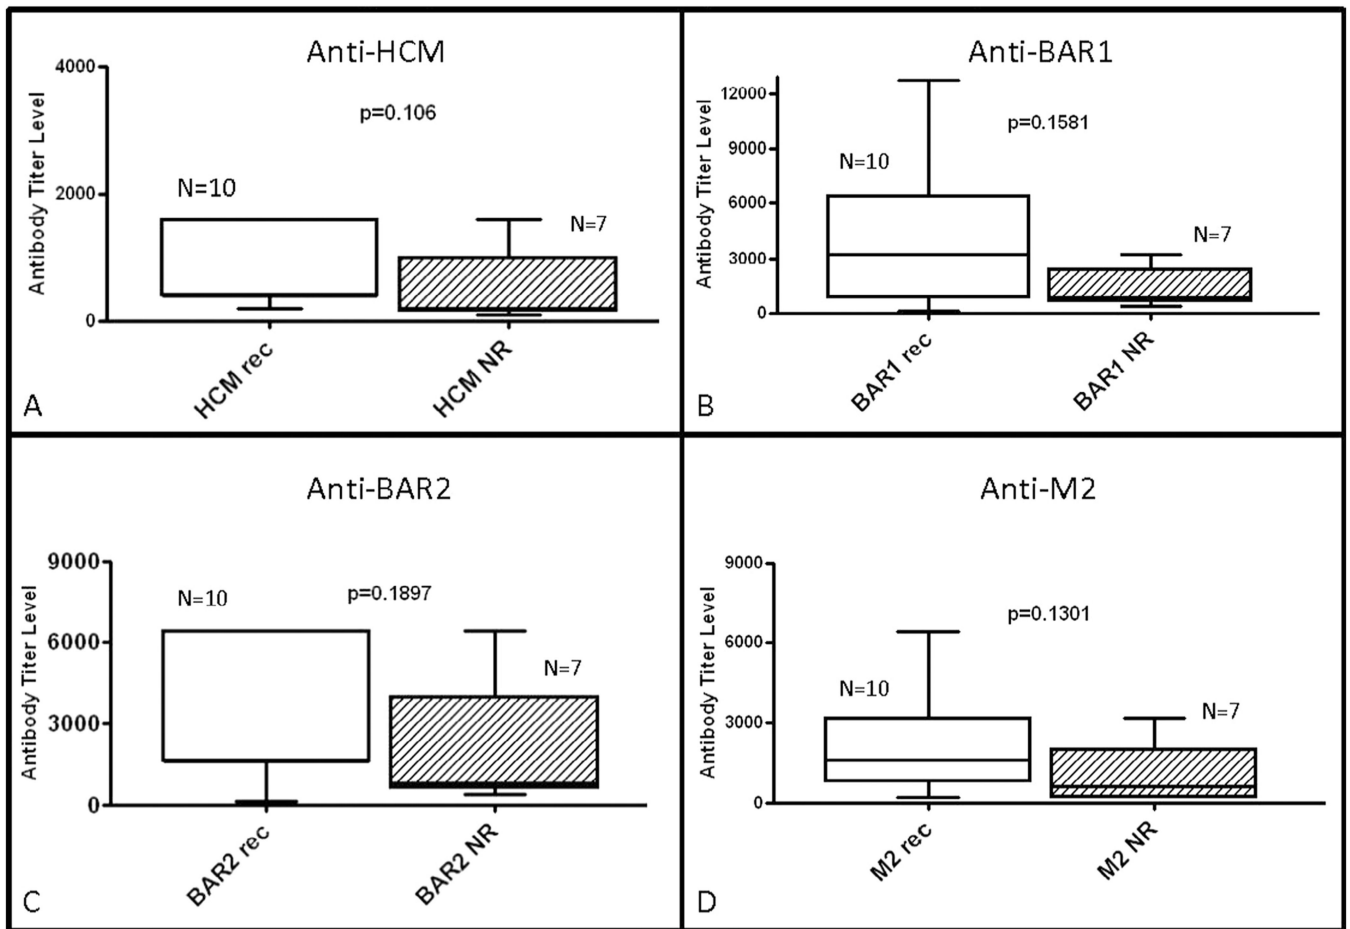 Anti-HCM
4000
2000
0
Antibody Titer Level
p=0.106
N=10
N=7
HCM rec
HCM NR
A
Anti-BAR1
12000
9000
6000
3000
0
Antibody Titer Level
p=0.1581
N=10
N=7
BAR1 rec
BAR1 NR
B
Anti-BAR2
9000
6000
3000
0
Antibody Titer Level
p=0.1897
N=10
N=7
BAR2 rec
BAR2 NR
C
Anti-M2
9000
6000
3000
0
Antibody Titer Level
p=0.1301
N=10
N=7
M2 rec
M2 NR
D